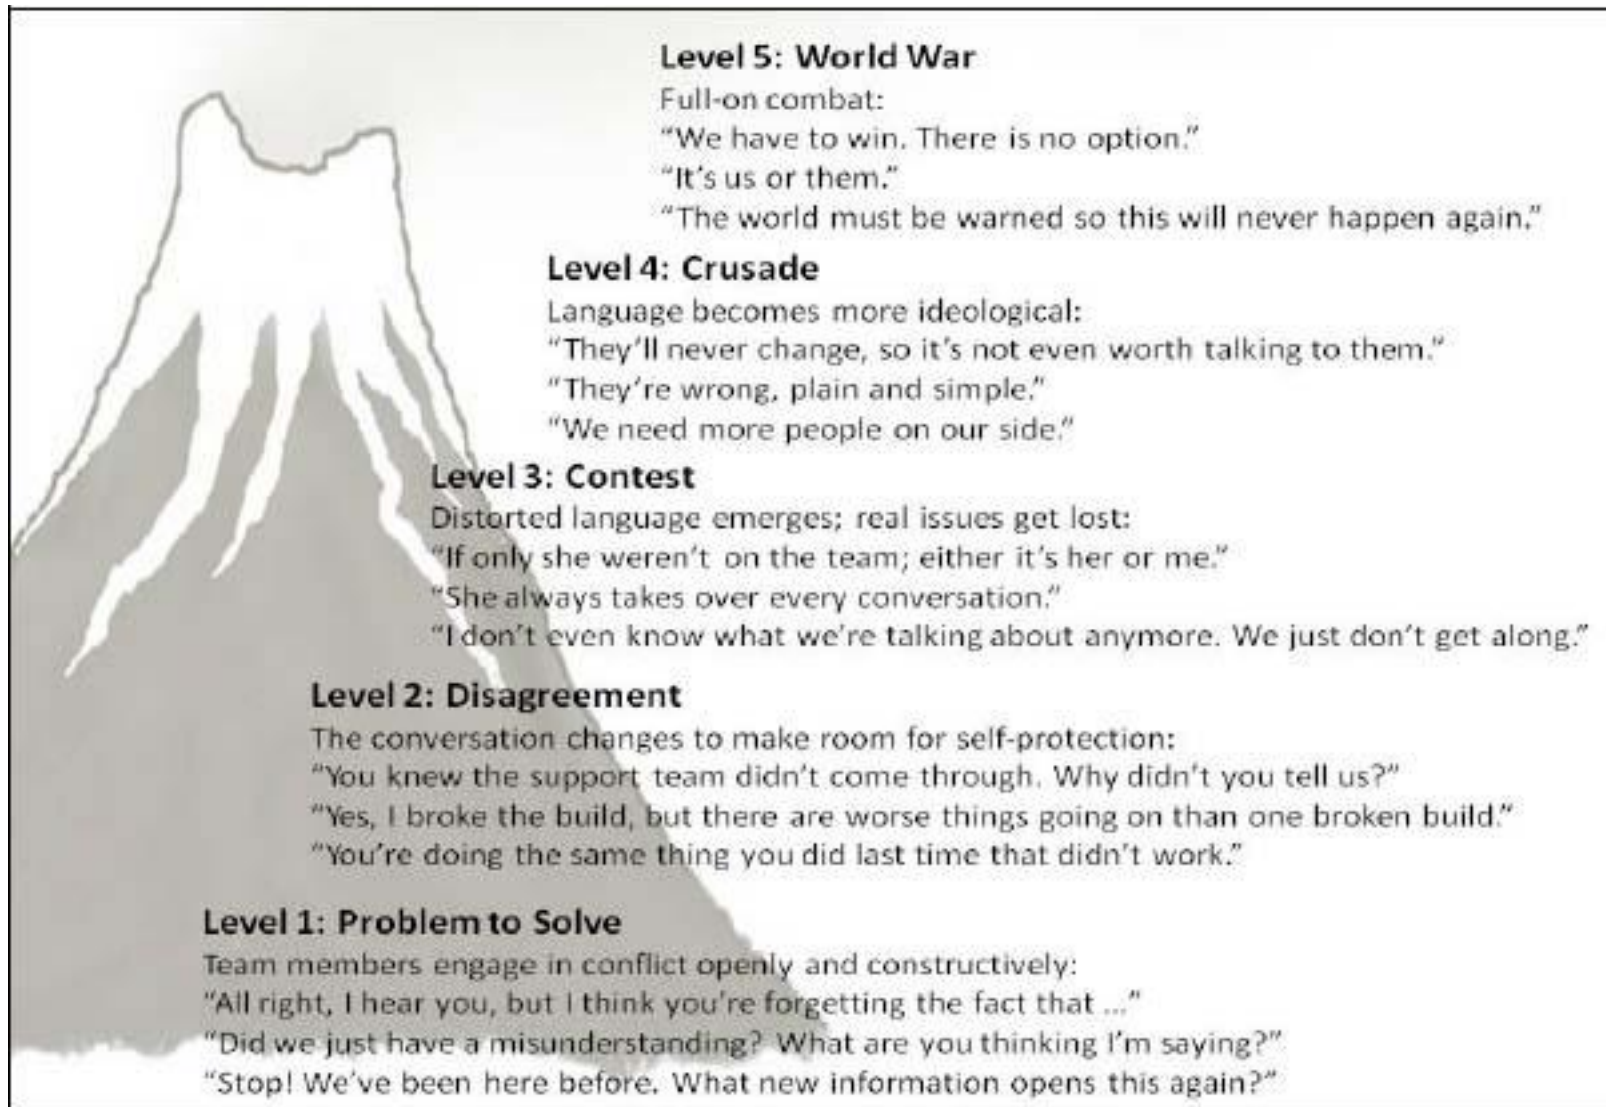 Level 5: World War
Full-on combat:
“We have to win. There is no option.”
“It’s us or them.”
“The world must be warned so this will never happen again.”
Level 4: Crusade
Language becomes more ideological:
“They’ll never change, so it’s not even worth talking to them.”
“They’re wrong, plain and simple.”
“We need more people on our side.”
Level 3: Contest
Distorted language emerges; real issues get lost:
“If only she weren’t on the team; either it’s her or me.”
“She always takes over every conversation.”
“I don’t even know what we’re talking about anymore. We just don’t get along.”
Level 2: Disagreement
The conversation changes to make room for self-protection:
“You knew the support team didn’t come through. Why didn’t you tell us?”
“Yes, I broke the build, but there are worse things going on than one broken build.”
“You’re doing the same thing you did last time that didn’t work.”
Level 1: Problem to Solve
Team members engage in conflict openly and constructively:
“All right, I hear you, but I think you’re forgetting the fact that ...”
“Did we just have a misunderstanding? What are you thinking I’m saying?”
“Stop! We’ve been here before. What new information opens this again?”